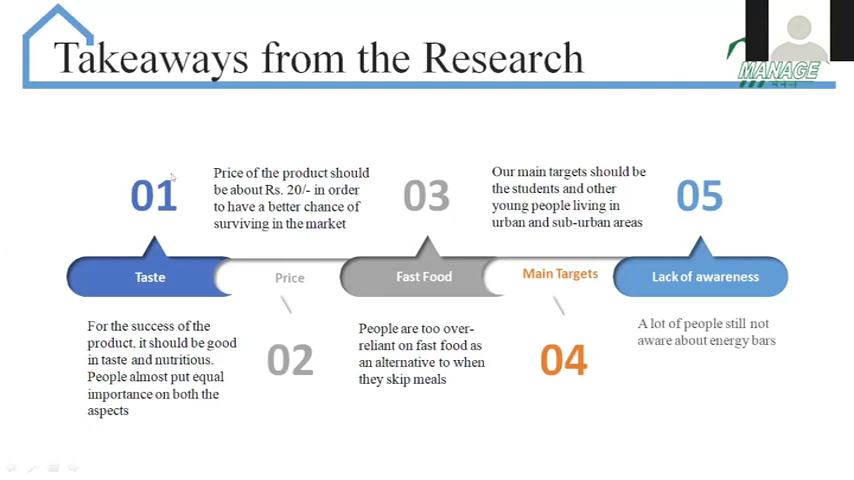 Takeaways from the Research
MANAGE
01
Taste
For the success of the
product, it should be good
in taste and nutritious.
People almost put equal
importance on both the
aspects
Price of the product should
be about Rs. 20/- in order
to have a better chance of
surviving in the market
Price
02
03
Fast Food
People are too over-
reliant on fast food as
an alternative to when
they skip meals
Our main targets should be
the students and other
young people living in
urban and sub-urban areas
Main Targets
04
05
Lack of awareness
A lot of people still not
aware about energy bars